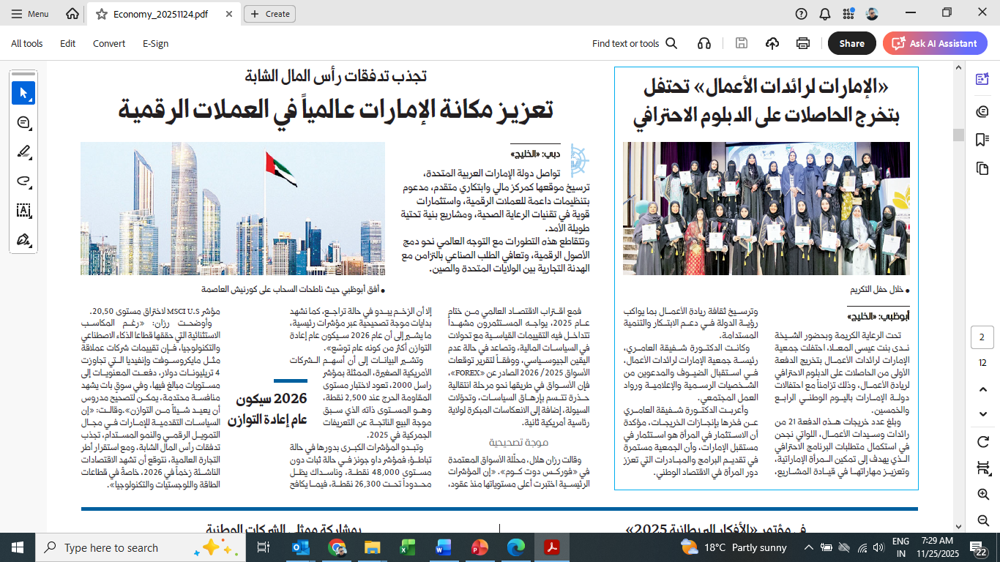 Menu
Economy_20251124.pdf
Create
All tools
Edit
Convert
E-Sign
Find text or tools
Share
Ask AI Assistant
«الإمارات لرائدات الأعمال» تحتفل
بتخرج الحاصلات على الدبلوم الاحترافي
● خلال حفل التكريم
أبوظبي: «الخليج»
تحت الرعاية الكريمة وبحضور الشيخة
ندى بنت عيسى المعلا، احتفلت جمعية
الإمارات لرائدات الأعمال بتخريج الدفعة
الأولى من الحاصلات على الدبلوم الاحترافي
لريادة الأعمال، وذلك تزامناً مع احتفالات
دولة الإمارات باليوم الوطني الرابع
والخمسين.
وبلغ عدد خريجات هذه الدفعة 21 من
رائدات وسيدات الأعمال، اللواتي نجحن
في استكمال متطلبات البرنامج الاحترافي
الذي يهدف إلى تمكين المرأة الإماراتية،
وتعزيز مهاراتها في قيادة المشاريع،
وترسيخ ثقافة ريادة الأعمال بما يواكب
رؤية الدولة في دعم الابتكار والتنمية
المستدامة.
وكانت الدكتورة شفيقة العامري،
رئيسة جمعية الإمارات لرائدات الأعمال،
في استقبال الضيوف والمدعوين من
الشخصيات الرسمية والإعلامية ورواد
العمل المجتمعي.
وأعربت الدكتورة شفيقة العامري
عن فخرها بإنجازات الخريجات، مؤكدة
أن الاستثمار في المرأة هو استثمار في
مستقبل الإمارات، وأن الجمعية مستمرة
في تقديم البرامج والمبادرات التي تعزز
دور المرأة في الاقتصاد الوطني.
تجذب تدفقات رأس المال الشابة
تعزيز مكانة الإمارات عالمياً في العملات الرقمية
دبي: «الخليج»
تواصل دولة الإمارات العربية المتحدة،
ترسيخ موقعها كمركز مالي وابتكاري متقدم، مدعوم
بتنظيمات داعمة للعملات الرقمية، واستثمارات
قوية في تقنيات الرعاية الصحية، ومشاريع بنية تحتية
طويلة الأمد.
وتتقاطع هذه التطورات مع التوجه العالمي نحو دمج
الأصول الرقمية، وتعافي الطلب الصناعي بالتزامن مع
الهدنة التجارية بين الولايات المتحدة والصين.
● أفق أبوظبي حيث ناطحات السحاب على كورنيش العاصمة
فمع اقتراب الاقتصاد العالمي من ختام
عام 2025، يواجه المستثمرون مشهداً
تتداخل فيه التقييمات القياسية مع تحولات
في السياسات المالية، وتصاعد في حالة عدم
اليقين الجيوسياسي، ووفقاً لتقرير توقعات
الأسواق 2025/ 2026 الصادر عن «FOREX»،
فإن الأسواق في طريقها نحو مرحلة انتقالية
حذرة تتسم بإرهاق السياسات، وتحوّلات
السيولة، إضافة إلى الانعكاسات المبكرة لولاية
رئاسية أمريكية ثانية.
موجة تصحيحية
وقالت رزان هلال، محلّلة الأسواق المعتمدة
في «فوركس دوت كوم». «إن المؤشرات
الرئيسية اختبرت أعلى مستوياتها منذ عقود،
إلا أن الزخم يبدو في حالة تراجع، كما نشهد
بدايات موجة تصحيحية عبر مؤشرات رئيسية،
ما يشير إلى أن عام 2026 سيكون عام إعادة
التوازن أكثر من كونه عام توسّع».
وتشير البيانات إلى أن أسهم الشركات
الأمريكية الصغيرة، الممثلة بمؤشر
راسل 2000، تعود لاختبار مستوى
المقاومة الحرج عند 2,500 نقطة،
وهو المستوى ذاته الذي سبق
موجة البيع الناتجة عن التعريفات
الجمركية في 2025.
وتبدو المؤشرات الكبرى بدورها في حالة
تباطؤ؛ فمؤشر داو جونز في حالة ثبات دون
مستوى 48,000 نقطة، وناسداك يظل
محدوداً تحت 26,300 نقطة، فيما يكافح
2026 سيكون
عام إعادة التوازن
مؤشر MSCI U.S لاختراق مستوى 20,50.
وأوضحت رزان: «رغم المكاسب
الاستثنائية التي حققها قطاعا الذكاء الاصطناعي
والتكنولوجيا، فإن تقييمات شركات عملاقة
مثل مايكروسوفت وإنفيديا التي تجاوزت
4 تريليونات دولار، دفعت المعنويات إلى
مستويات مبالغ فيها، وفي سوق بات يشهد
منافسة محتدمة، يمكن لتصحيح مدروس
أن يعيد شيئاً من التوازن».وقالت: «إن
السياسات التقدمية للإمارات في مجال
التمويل الرقمي والنمو المستدام، تجذب
تدفقات رأس المال الشابة، ومع استقرار أطر
التجارة العالمية، نتوقع أن تشهد الاقتصادات
الناشئة زخماً في 2026، خاصة في قطاعات
الطاقة واللوجستيات والتكنولوجيا».
في مؤتمر «الأفكار البريطانية 2025»
بمشاركة ممثلي الشركات الوطنية
2
12
Type here to search
18°C Partly sunny
ENG
IN
7:29 AM
11/25/2025
22